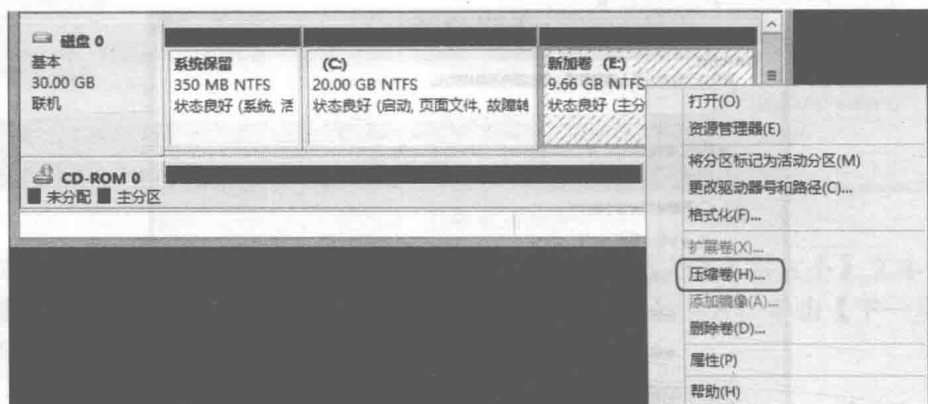 磁盘 0
基本
30.00 GB
联机
系统保留
350 MB NTFS
状态良好 (系统, 活
(C:)
20.00 GB NTFS
状态良好 (启动, 页面文件, 故障转
新加卷 (E:)
9.66 GB NTFS
状态良好 (主分
CD-ROM 0
未分配 主分区
打开(O)
资源管理器(E)
将分区标记为活动分区(M)
更改驱动器号和路径(C)...
格式化(F)...
扩展卷(X)...
压缩卷(H)...
添加镜像(A)...
删除卷(D)...
属性(P)
帮助(H)